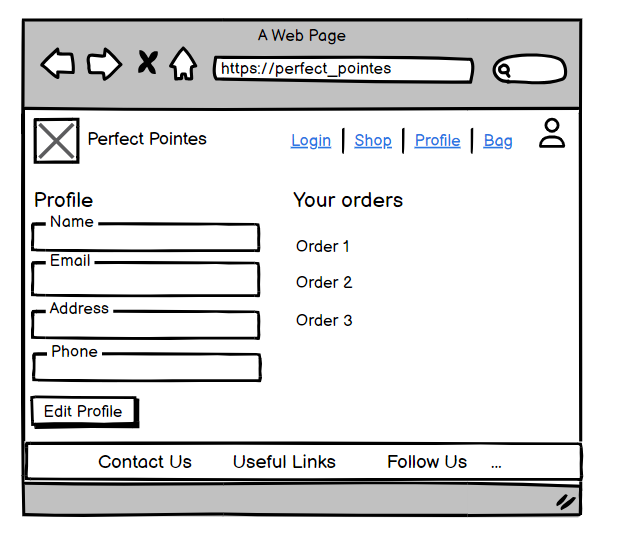 A Web Page
https://perfect_pointes
Perfect Pointes
Login Shop Profile Bag
Profile
Name
Email
Address
Phone
Edit Profile
Your orders
Order 1
Order 2
Order 3
Contact Us Useful Links Follow Us ...